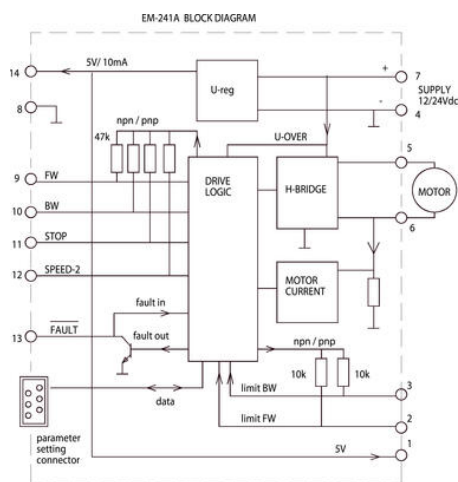 EM-241A BLOCK DIAGRAM
14
5V/ 10mA
U-reg
+
7
SUPPLY
12/24Vdc
-
4
8
npn / pnp
47k
U-OVER
9
FW
DRIVE
LOGIC
H-BRIDGE
5
MOTOR
6
10
BW
11
STOP
12
SPEED-2
MOTOR
CURRENT
fault in
13
FAULT
fault out
npn / pnp
10k
10k
data
limit BW
3
limit FW
2
parameter
setting
connector
5V
1